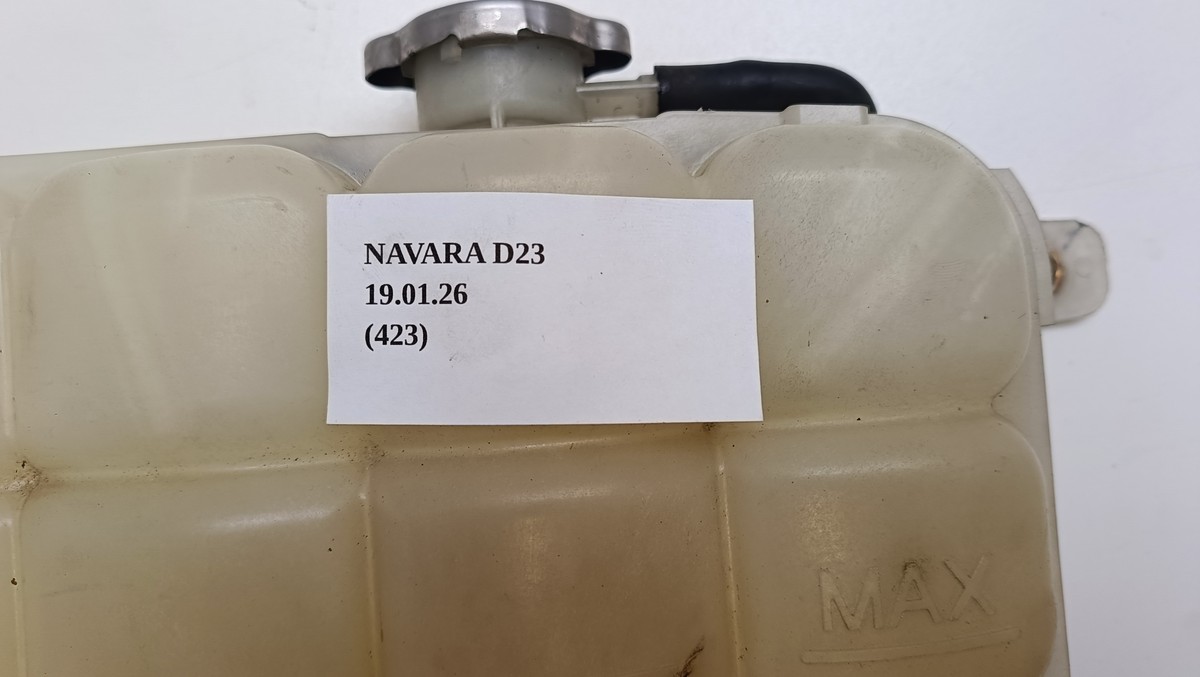 NAVARA D23
19.01.26
(423)
MAX